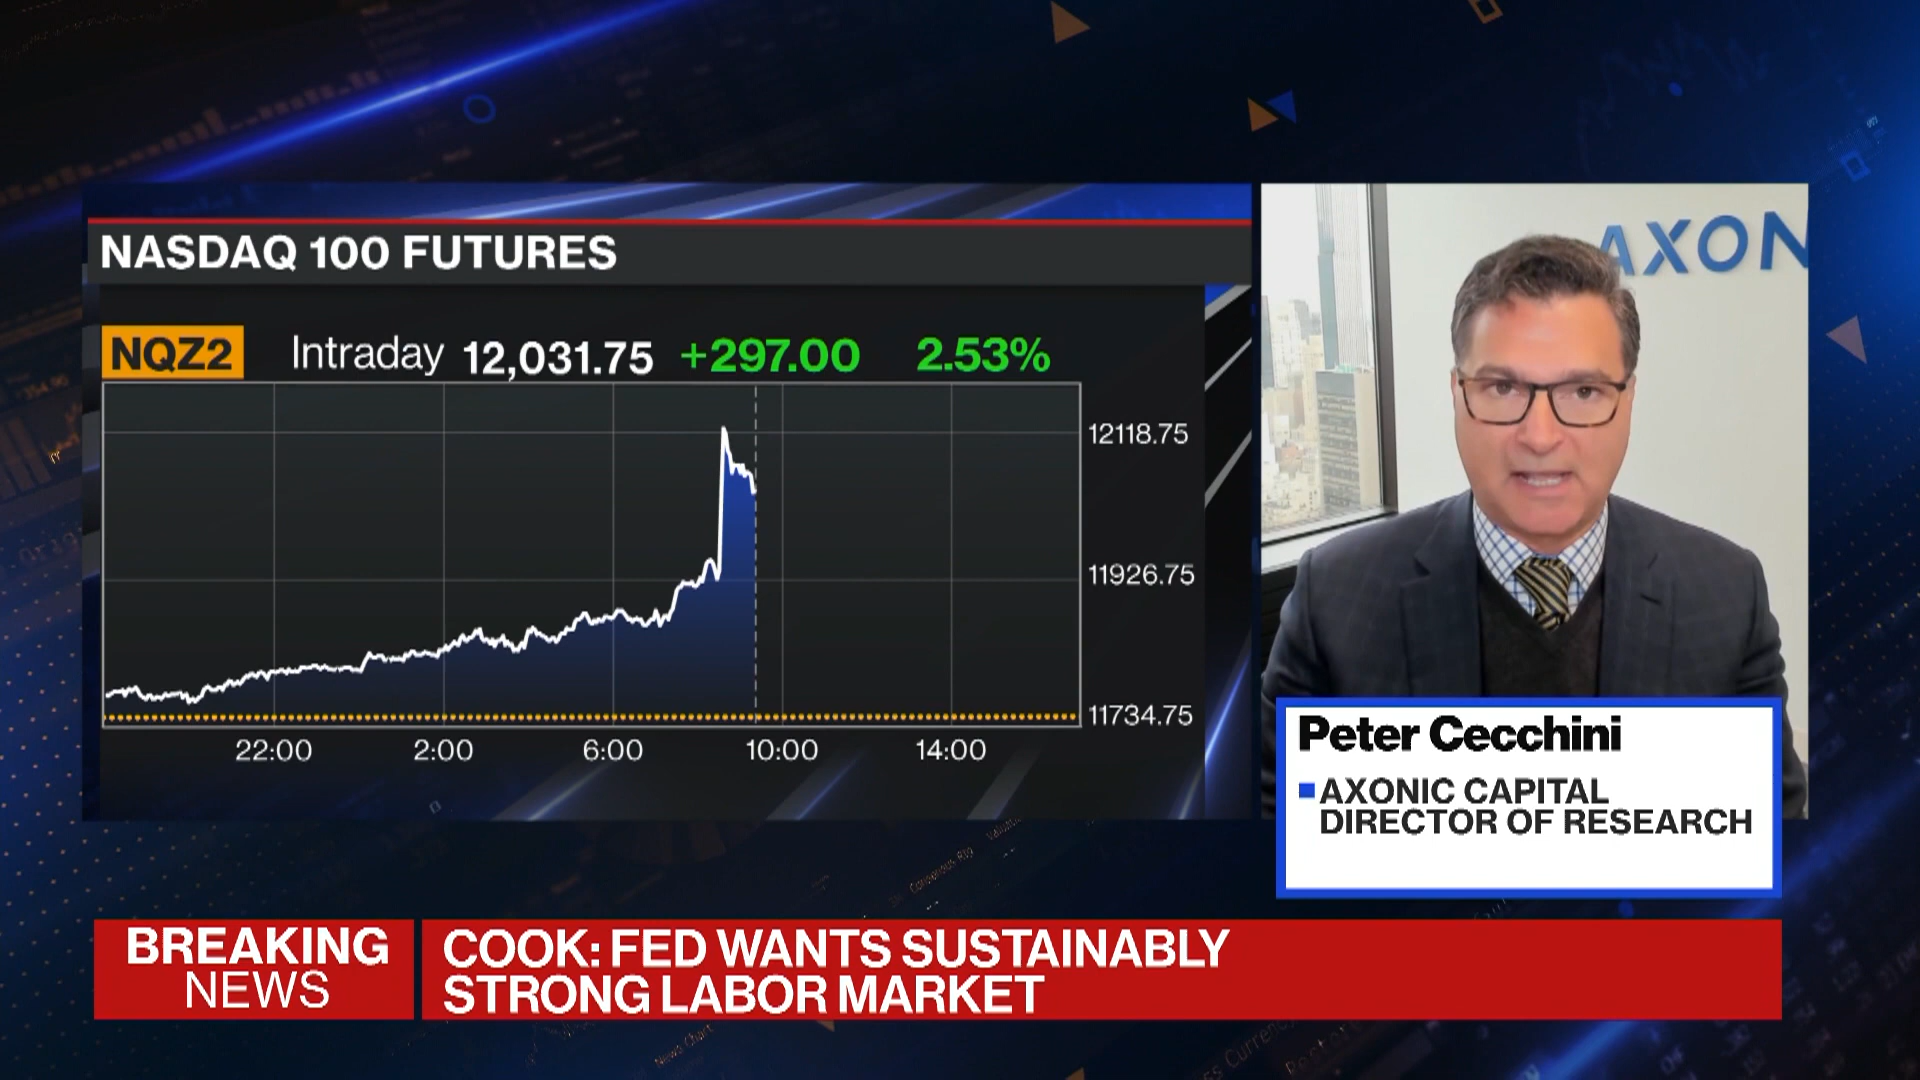 NASDAQ 100 FUTURES
NQZ2 Intraday 12,031.75 +297.00 2.53%
12118.75
11926.75
11734.75
22:00 2:00 6:00 10:00 14:00
AXON
Peter Cecchini
AXONIC CAPITAL
DIRECTOR OF RESEARCH
BREAKING
NEWS
COOK: FED WANTS SUSTAINABLY
STRONG LABOR MARKET